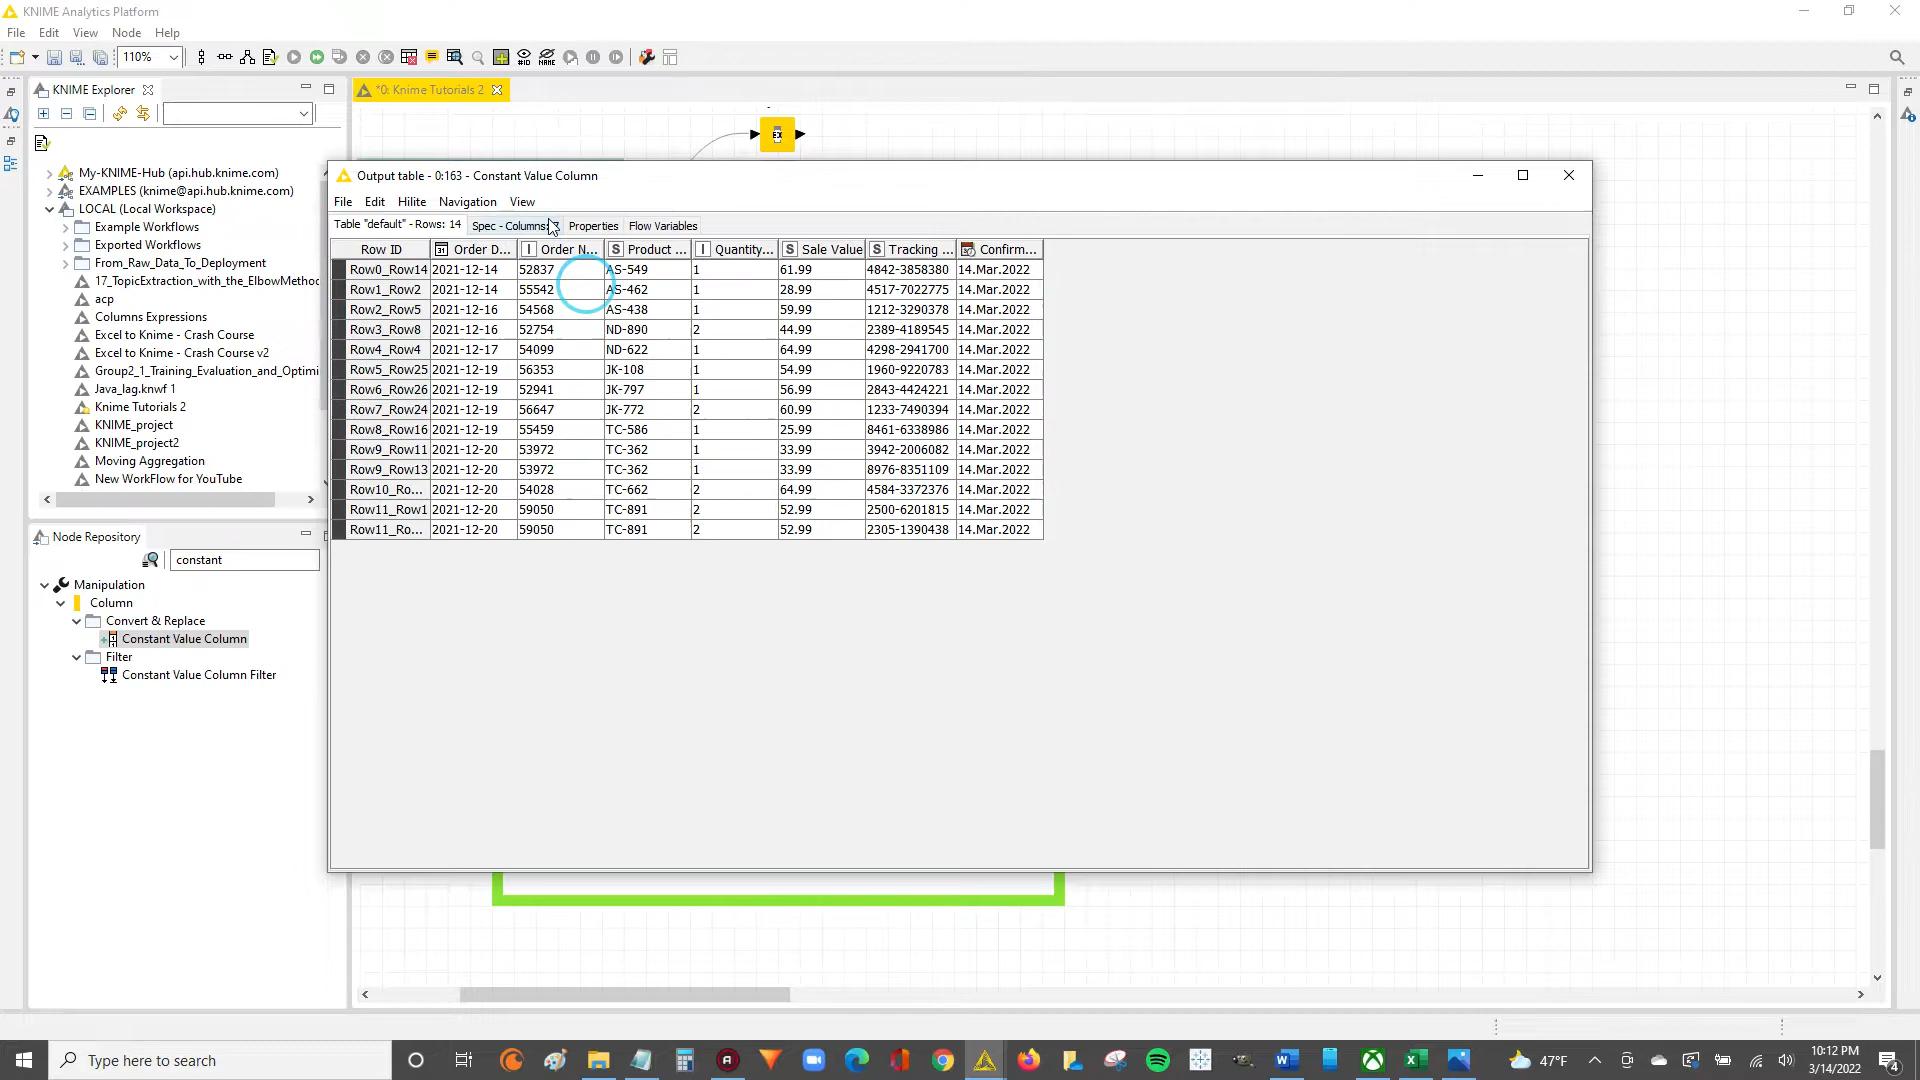 KNIME Analytics Platform
File Edit View Node Help
110%
KNIME Explorer
*0: Knime Tutorials 2
My-KNIME-Hub (api.hub.knime.com)
EXAMPLES (knime@api.hub.knime.com)
LOCAL (Local Workspace)
Example Workflows
Exported Workflows
From_Raw_Data_To_Deployment
17_TopicExtraction_with_the_ElbowMethod
acp
Columns Expressions
Excel to Knime - Crash Course
Excel to Knime - Crash Course v2
Group2_1_Training_Evaluation_and_Optimi
Java_lag.knwf 1
Knime Tutorials 2
KNIME_project
KNIME_project2
Moving Aggregation
New WorkFlow for YouTube
Node Repository
constant
Manipulation
Column
Convert & Replace
Constant Value Column
Filter
Constant Value Column Filter
Output table - 0:163 - Constant Value Column
File Edit Hilite Navigation View
Table "default" - Rows: 14 Spec - Columns: Properties Flow Variables
Row ID Order D... Order N... Product ... Quantity... Sale Value Tracking ... Confirm...
Row0_Row14 2021-12-14 52837 AS-549 1 61.99 4842-3858380 14.Mar.2022
Row1_Row2 2021-12-14 55542 AS-462 1 28.99 4517-7022775 14.Mar.2022
Row2_Row5 2021-12-16 54568 AS-438 1 59.99 1212-3290378 14.Mar.2022
Row3_Row8 2021-12-16 52754 ND-890 2 44.99 2389-4189545 14.Mar.2022
Row4_Row4 2021-12-17 54099 ND-622 1 64.99 4298-2941700 14.Mar.2022
Row5_Row25 2021-12-19 56353 JK-108 1 54.99 1960-9220783 14.Mar.2022
Row6_Row26 2021-12-19 52941 JK-797 1 56.99 2843-4424221 14.Mar.2022
Row7_Row24 2021-12-19 56647 JK-772 2 60.99 1233-7490394 14.Mar.2022
Row8_Row16 2021-12-19 55459 TC-586 1 25.99 8461-6338986 14.Mar.2022
Row9_Row11 2021-12-20 53972 TC-362 1 33.99 3942-2006082 14.Mar.2022
Row9_Row13 2021-12-20 53972 TC-362 1 33.99 8976-8351109 14.Mar.2022
Row10_Ro... 2021-12-20 54028 TC-662 2 64.99 4584-3372376 14.Mar.2022
Row11_Row1 2021-12-20 59050 TC-891 2 52.99 2500-6201815 14.Mar.2022
Row11_Ro... 2021-12-20 59050 TC-891 2 52.99 2305-1390438 14.Mar.2022
Type here to search
47°F
10:12 PM
3/14/2022
4